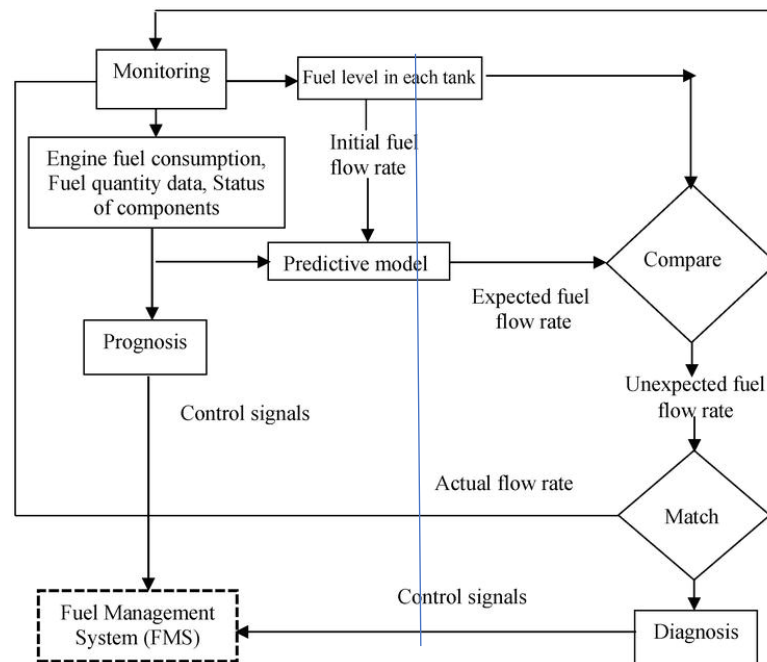 Monitoring
Fuel level in each tank
Initial fuel
flow rate
Engine fuel consumption,
Fuel quantity data, Status
of components
Predictive model
Compare
Expected fuel
flow rate
Prognosis
Unexpected fuel
flow rate
Control signals
Actual flow rate
Match
Fuel Management
System (FMS)
Control signals
Diagnosis